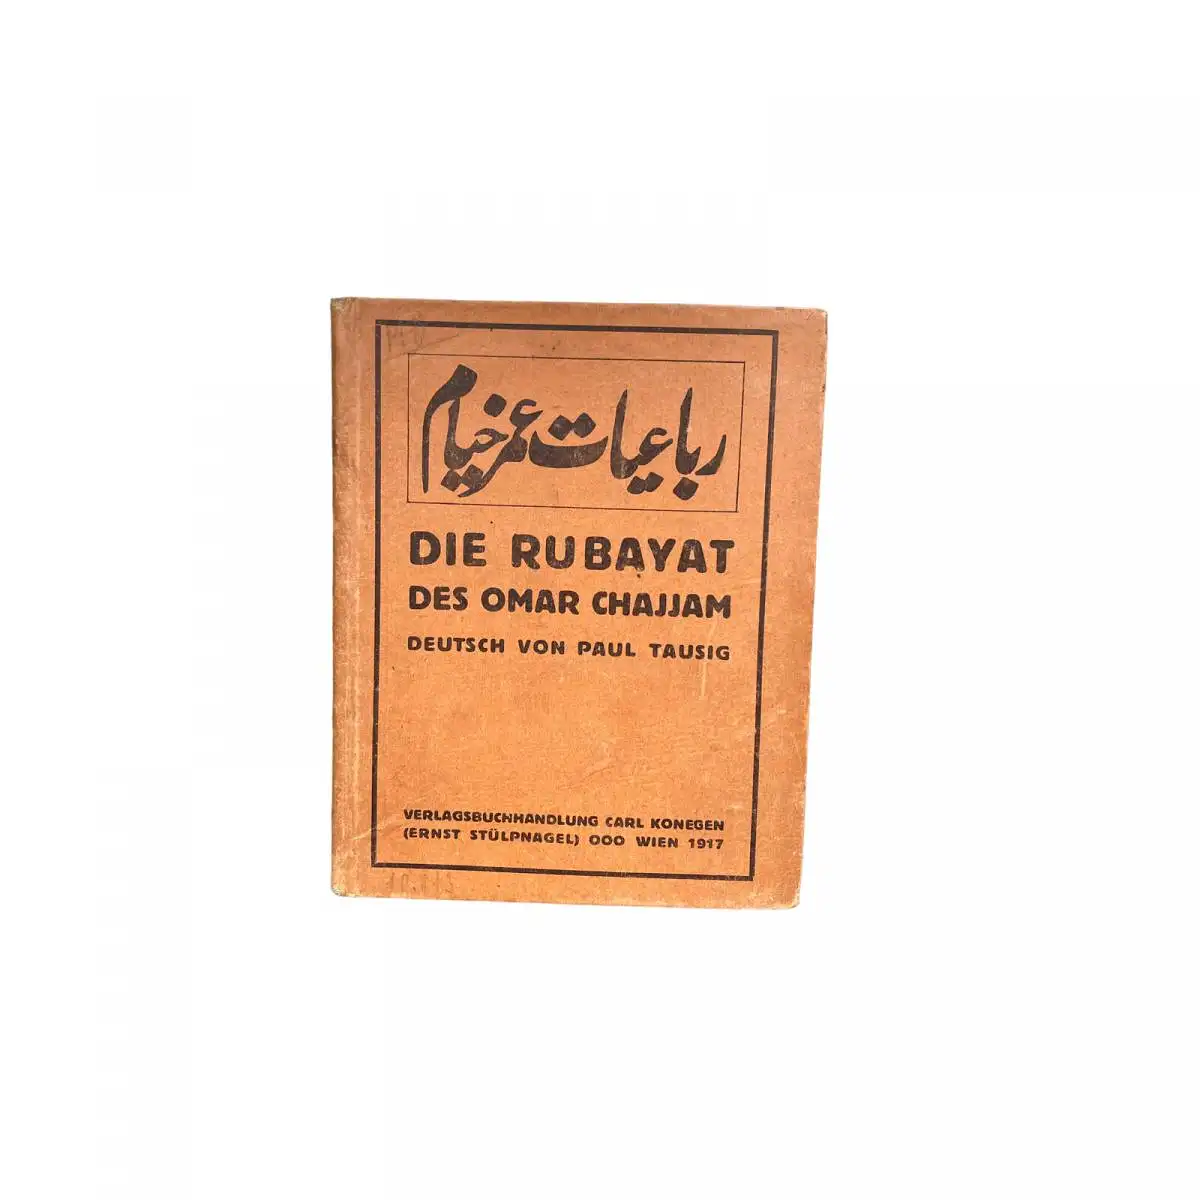 رباعیات عمر خیام
DIE RUBAYAT
DES OMAR CHAJJAM
DEUTSCH VON PAUL TAUSIG
VERLAGSBUCHHANDLUNG CARL KONEGEN
(ERNST STÜLPNAGEL) OOO WIEN 1917